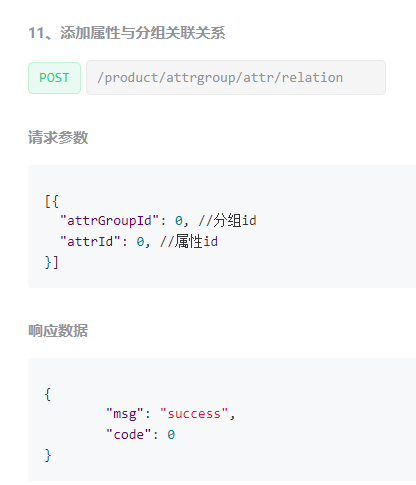 11、添加属性与分组关联关系
POST /product/attrgroup/attr/relation
请求参数
[{
  "attrGroupId": 0, //分组id
  "attrId": 0, //属性id
}]
响应数据
{
        "msg": "success",
        "code": 0
}